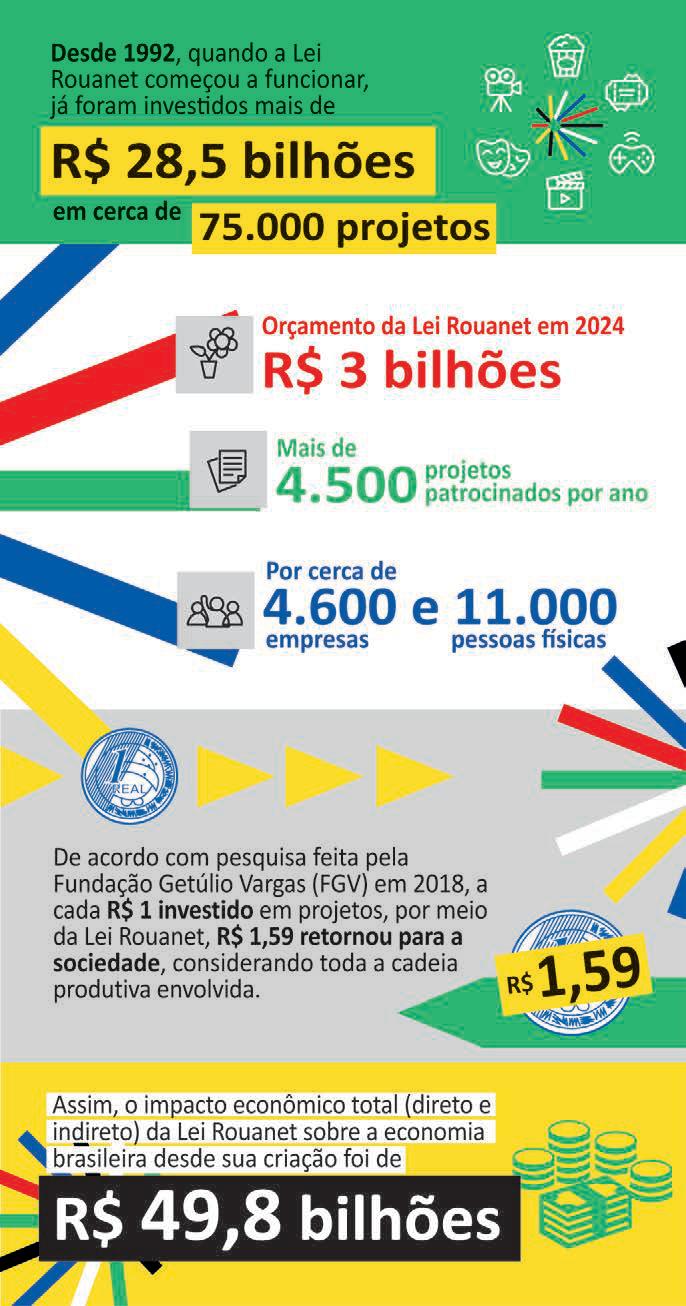 Desde 1992, quando a Lei
Rouanet começou a funcionar,
já foram investidos mais de
R$ 28,5 bilhões
em cerca de
75.000 projetos
Orçamento da Lei Rouanet em 2024
R$ 3 bilhões
Mais de
4.500 projetos
patrocinados por ano
Por cerca de
4.600 e 11.000
empresas pessoas físicas
1
REAL
De acordo com pesquisa feita pela
Fundação Getúlio Vargas (FGV) em 2018, a
cada R$ 1 investido em projetos, por meio
da Lei Rouanet, R$ 1,59 retornou para a
sociedade, considerando toda a cadeia
produtiva envolvida.
R$ 1,59
Assim, o impacto econômico total (direto e
indireto) da Lei Rouanet sobre a economia
brasileira desde sua criação foi de
R$ 49,8 bilhões